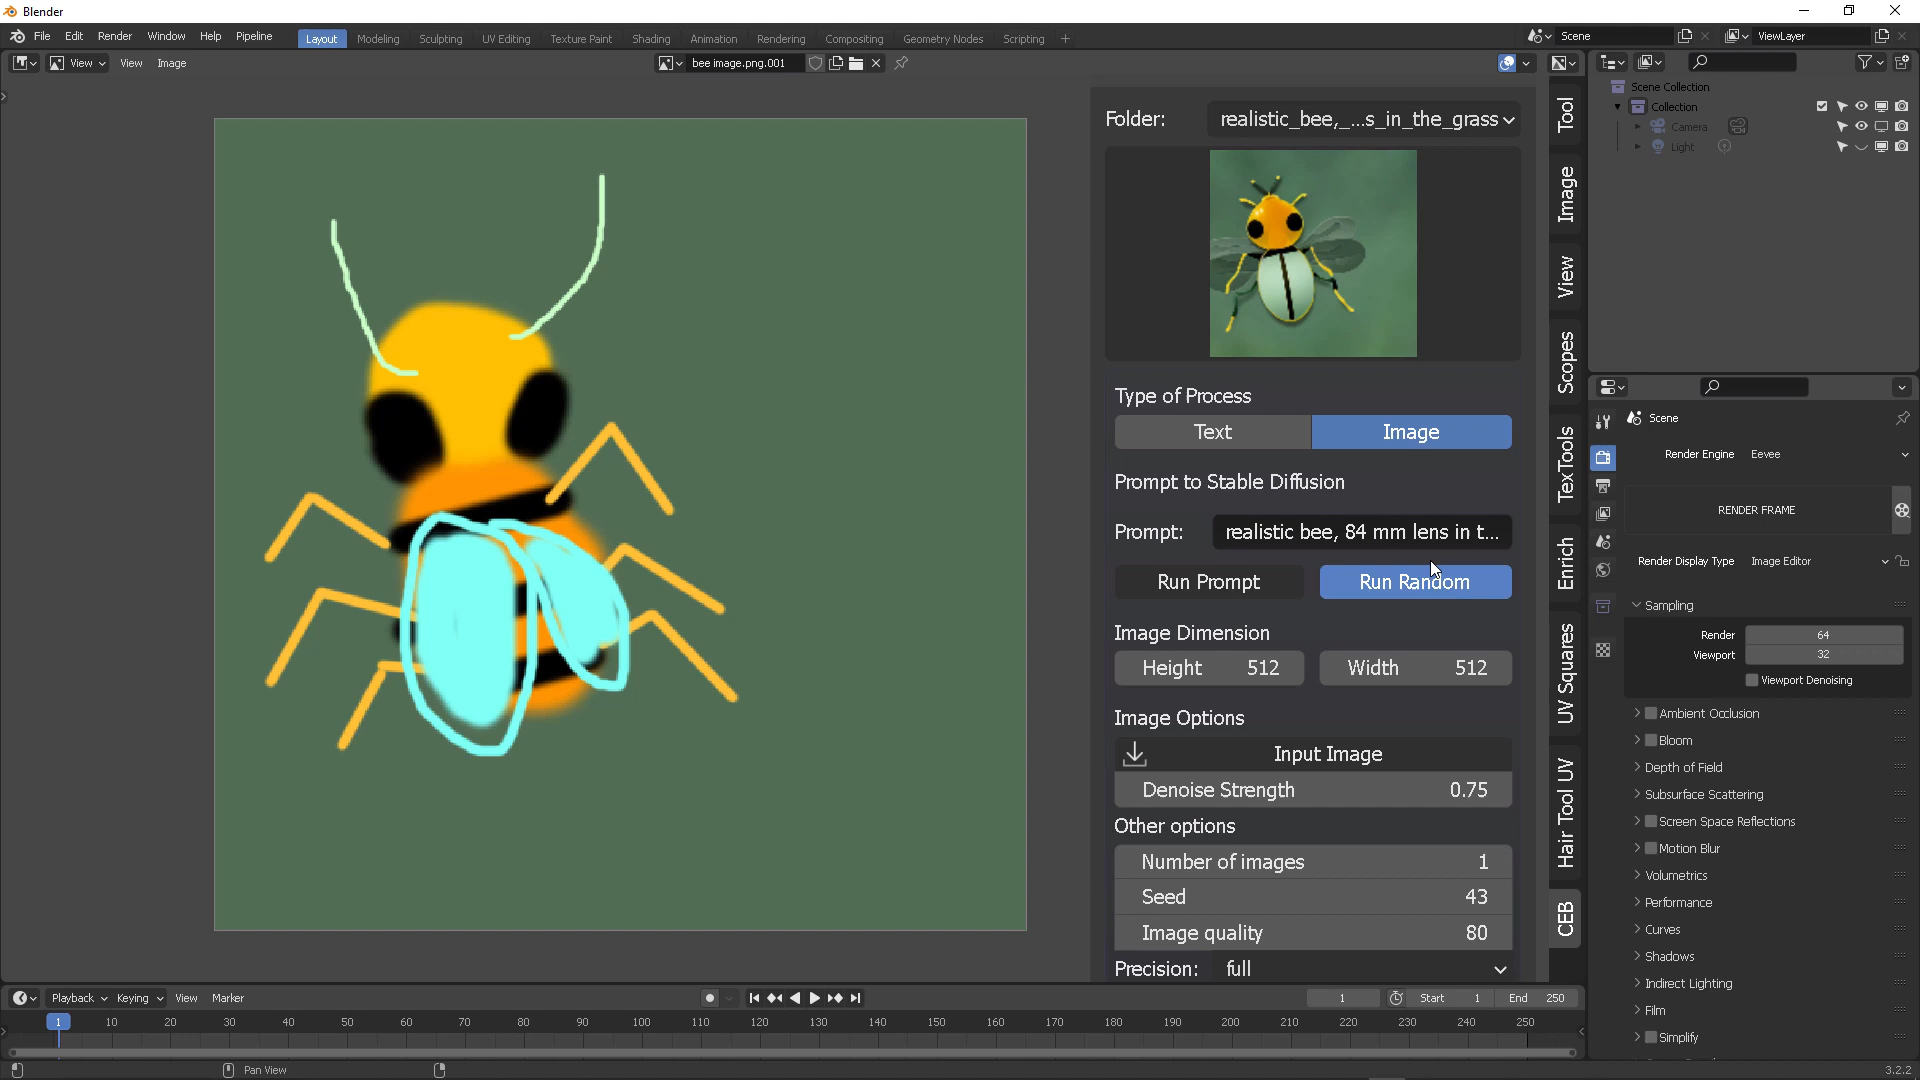 Blender
File Edit Render Window Help Pipeline Layout Modeling Sculpting UV Editing Texture Paint Shading Animation Rendering Compositing Geometry Nodes Scripting + Scene ViewLayer
View View Image bee image.png.001
Scene Collection
Collection
Camera
Light
Folder: realistic_bee,_...s_in_the_grass
Type of Process
Text Image
Prompt to Stable Diffusion
Prompt: realistic bee, 84 mm lens in t...
Run Prompt Run Random
Image Dimension
Height 512 Width 512
Image Options
Input Image
Denoise Strength 0.75
Other options
Number of images 1
Seed 43
Image quality 80
Precision: full
Tool
Image
View
Scopes
TexTools
Enrich
UV Squares
Hair Tool UV
CEB
Scene
Render Engine Eevee
RENDER FRAME
Render Display Type Image Editor
Sampling
Render 64
Viewport 32
Viewport Denoising
Ambient Occlusion
Bloom
Depth of Field
Subsurface Scattering
Screen Space Reflections
Motion Blur
Volumetrics
Performance
Curves
Shadows
Indirect Lighting
Film
Simplify
Playback Keying View Marker 1 Start 1 End 250
1 10 20 30 40 50 60 70 80 90 100 110 120 130 140 150 160 170 180 190 200 210 220 230 240 250
Pan View 3.2.2